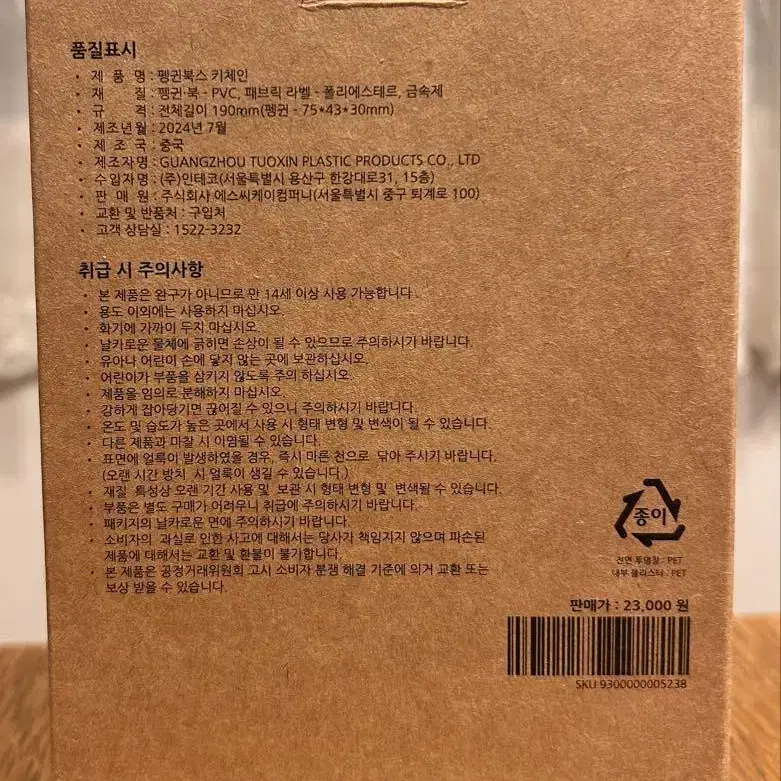 품질표시
• 제 품 명 : 펭귄북스 키체인
• 재 질 : 펭귄·북 - PVC, 패브릭 라벨 - 폴리에스테르, 금속제
• 규 격 : 전체길이 190mm(펭귄 - 75*43*30mm)
• 제조년월 : 2024년 7월
• 제 조 국 : 중국
• 제조자명 : GUANGZHOU TUOXIN PLASTIC PRODUCTS CO., LTD
• 수입자명 : (주)인테코(서울특별시 용산구 한강대로31, 15층)
• 판 매 원 : 주식회사 에스씨케이컴퍼니(서울특별시 중구 퇴계로 100)
• 교환 및 반품처 : 구입처
• 고객 상담실 : 1522-3232
취급 시 주의사항
• 본 제품은 완구가 아니므로 만 14세 이상 사용 가능합니다.
• 용도 이외에는 사용하지 마십시오.
• 화기에 가까이 두지 마십시오.
• 날카로운 물체에 긁히면 손상이 될 수 있으므로 주의하시기 바랍니다.
• 유아나 어린이 손에 닿지 않는 곳에 보관하십시오.
• 어린이가 부품을 삼키지 않도록 주의 하십시오.
• 제품을 임의로 분해하지 마십시오.
• 강하게 잡아당기면 끊어질 수 있으니 주의하시기 바랍니다.
• 온도 및 습도가 높은 곳에서 사용 시 형태 변형 및 변색이 될 수 있습니다.
• 다른 제품과 마찰 시 이염될 수 있습니다.
• 표면에 얼룩이 발생하였을 경우, 즉시 마른 천으로 닦아 주시기 바랍니다.
(오랜 시간 방치 시 얼룩이 생길 수 있습니다.)
• 재질 특성상 오랜 기간 사용 및 보관 시 형태 변형 및 변색될 수 있습니다.
• 부품은 별도 구매가 어려우니 취급에 주의하시기 바랍니다.
• 패키지의 날카로운 면에 주의하시기 바랍니다.
• 소비자의 과실로 인한 사고에 대해서는 당사가 책임지지 않으며 파손된
제품에 대해서는 교환 및 환불이 불가합니다.
• 본 제품은 공정거래위원회 고시 소비자 분쟁 해결 기준에 의거 교환 또는
보상 받을 수 있습니다.
종이
전면 투명창 : PET
내부 블리스터 : PET
판매가 : 23,000 원
SKU 9300000005238